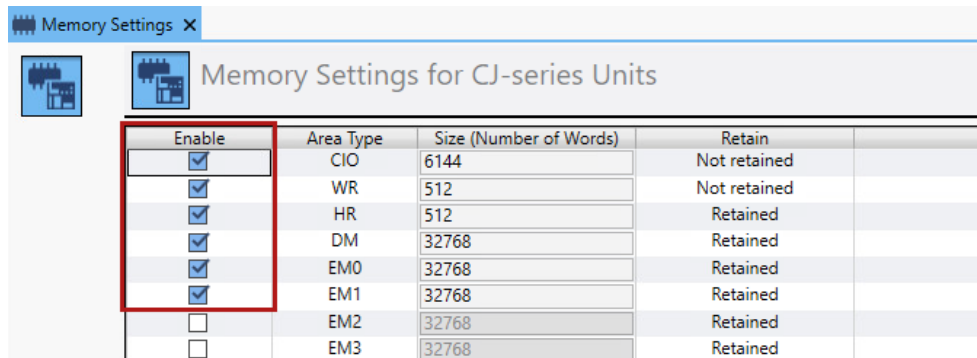 Memory Settings X
Memory Settings for CJ-series Units
Enable Area Type Size (Number of Words) Retain
CIO 6144 Not retained
WR 512 Not retained
HR 512 Retained
DM 32768 Retained
EM0 32768 Retained
EM1 32768 Retained
EM2 32768 Retained
EM3 32768 Retained